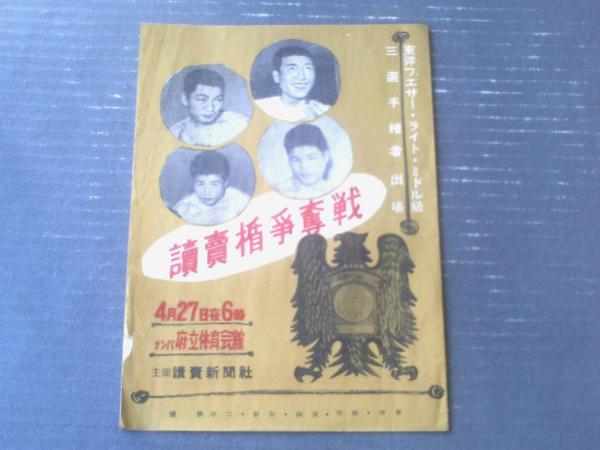 東洋フエザー・ライト・ミドル級
三選手権者出場
讀賣楯爭奪戦
4月27日夜6時
ナンバ府立体育会館
主催 讀賣新聞社